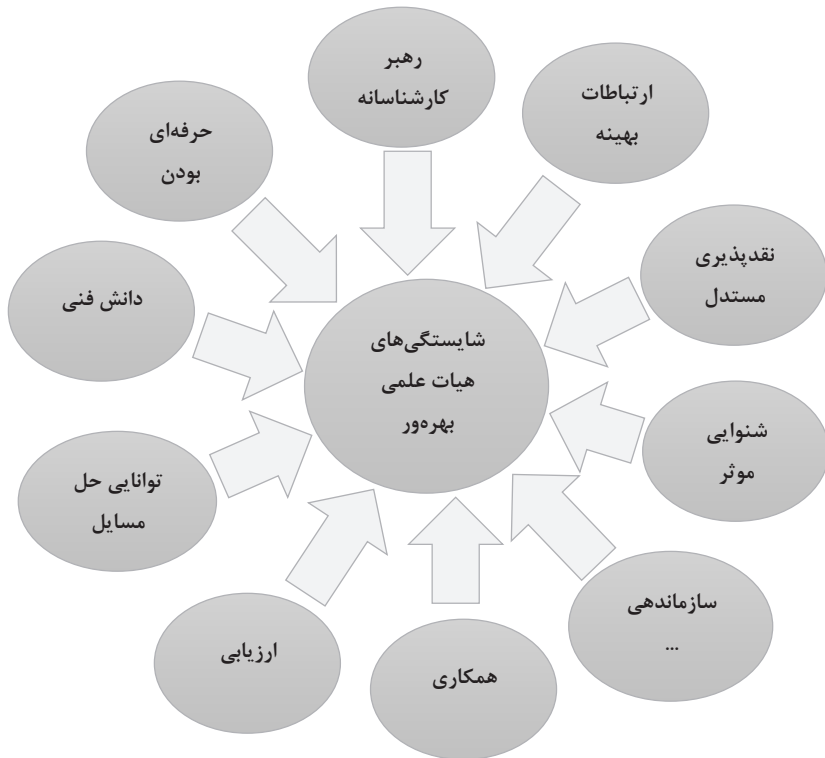 رهبر
کارشناسانه
ارتباطات
بهینه
نقدپذیری
مستدل
شنوایی
موثر
سازماندهی
...
همکاری
ارزیابی
توانایی حل
مسایل
دانش فنی
حرفه‌ای
بودن
شایستگی‌های
هیات علمی
بهره‌ور